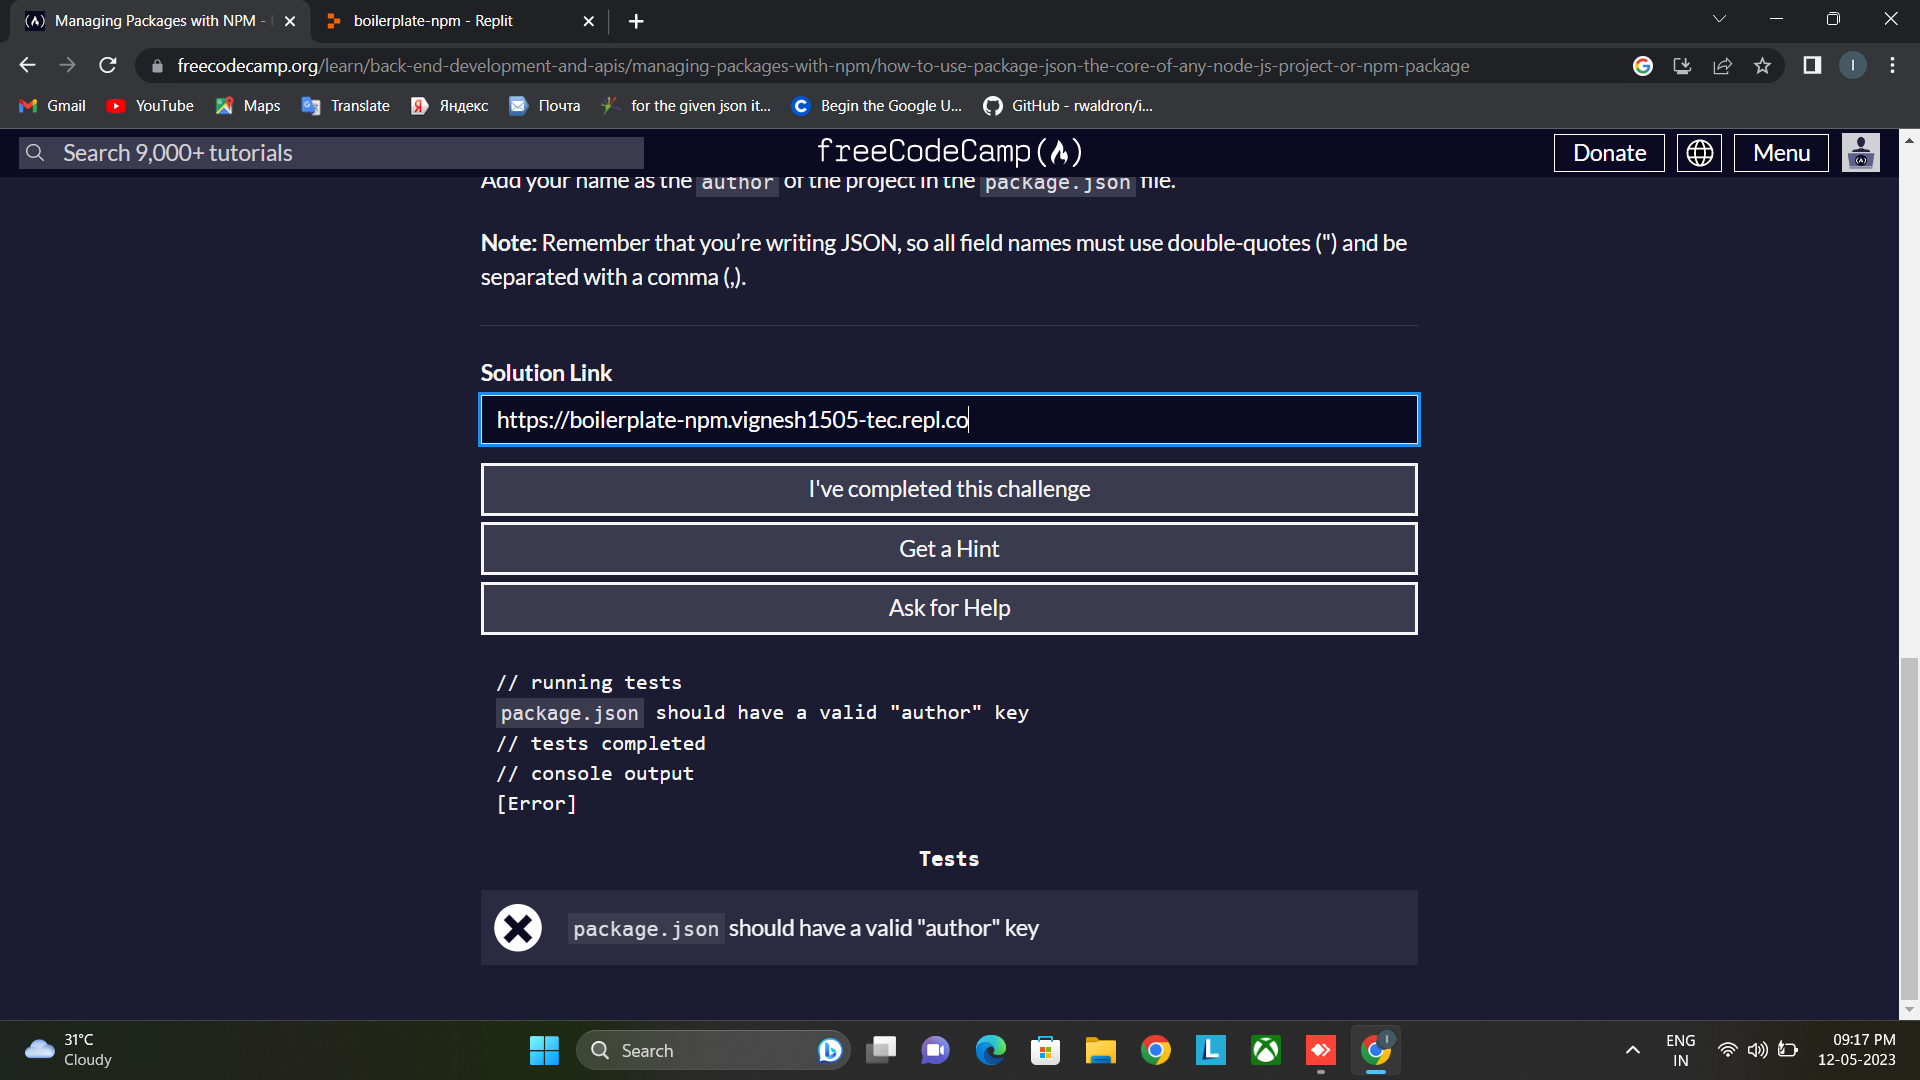 Managing Packages with NPM -
boilerplate-npm - Replit
freecodecamp.org/learn/back-end-development-and-apis/managing-packages-with-npm/how-to-use-package-json-the-core-of-any-node-js-project-or-npm-package
I
Gmail
YouTube
Maps
Translate
Яндекс
Почта
for the given json it...
Begin the Google U...
GitHub - rwaldron/i...
Search 9,000+ tutorials
freeCodeCamp
Donate
Menu
Add your name as the author of the project in the package.json file.
Note: Remember that you’re writing JSON, so all field names must use double-quotes (") and be
separated with a comma (,).
Solution Link
https://boilerplate-npm.vignesh1505-tec.repl.co
I've completed this challenge
Get a Hint
Ask for Help
// running tests
package.json should have a valid "author" key
// tests completed
// console output
[Error]
Tests
package.json should have a valid "author" key
31°C
Cloudy
Search
ENG
IN
09:17 PM
12-05-2023